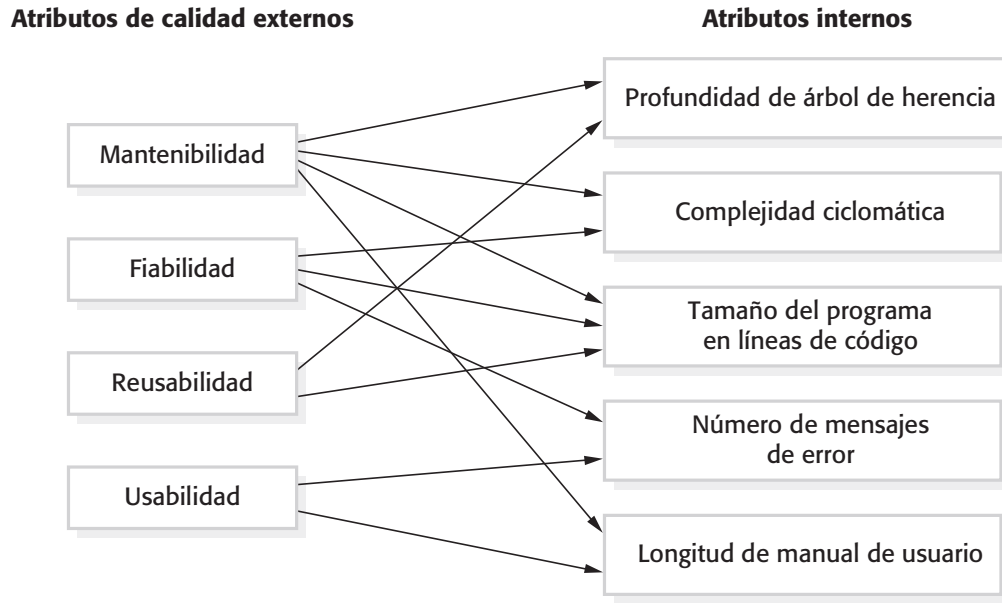 Atributos de calidad externos
Atributos internos
Mantenibilidad
Fiabilidad
Reusabilidad
Usabilidad
Profundidad de árbol de herencia
Complejidad ciclomática
Tamaño del programa
en líneas de código
Número de mensajes
de error
Longitud de manual de usuario